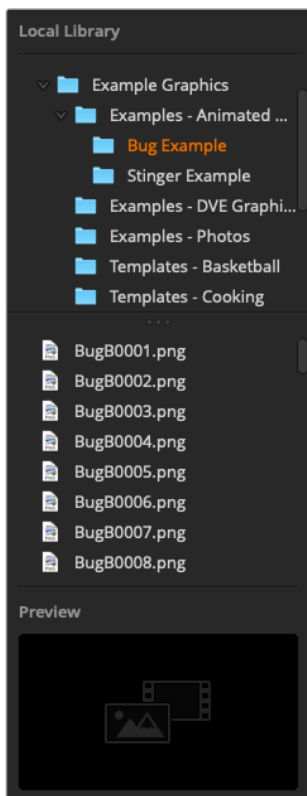 Local Library
Example Graphics
Examples - Animated ...
Bug Example
Stinger Example
Examples - DVE Graphi...
Examples - Photos
Templates - Basketball
Templates - Cooking
BugB0001.png
BugB0002.png
BugB0003.png
BugB0004.png
BugB0005.png
BugB0006.png
BugB0007.png
BugB0008.png
Preview